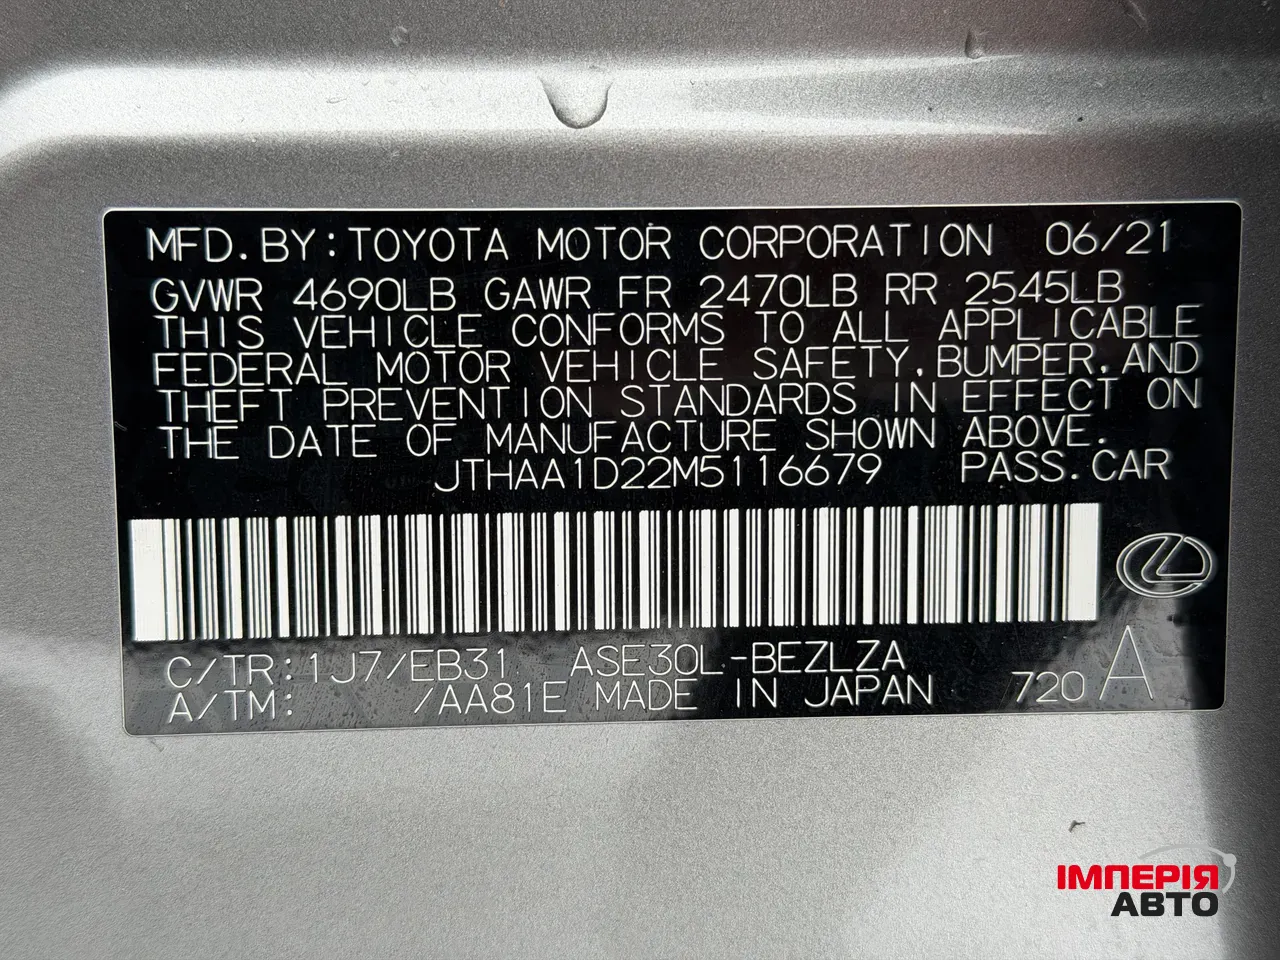 MFD.BY:TOYOTA MOTOR CORPORATION 06/21
GVWR 4690LB GAWR FR 2470LB RR 2545LB
THIS VEHICLE CONFORMS TO ALL APPLICABLE
FEDERAL MOTOR VEHICLE SAFETY,BUMPER,AND
THEFT PREVENTION STANDARDS IN EFFECT ON
THE DATE OF MANUFACTURE SHOWN ABOVE.
JTHAA1D22M5116679 PASS.CAR
C/TR:1J7/EB31 ASE30L-BEZLZA
A/TM: /AA81E MADE IN JAPAN 720 A
ІМПЕРІЯ
АВТО